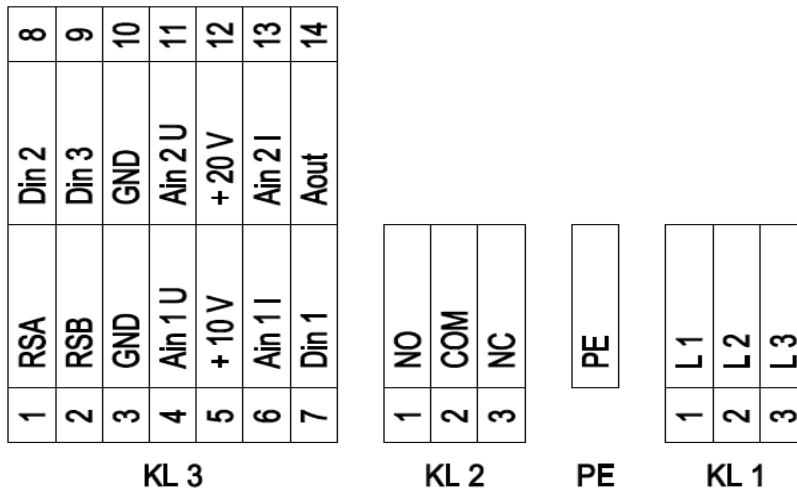 8 9 10 11 12 13 14
Din 2 Din 3 GND Ain 2 U + 20 V Ain 2 I Aout
RSA RSB GND Ain 1 U + 10 V Ain 1 I Din 1
1 2 3 4 5 6 7
KL 3
NO COM NC
1 2 3
KL 2
PE
PE
L 1 L 2 L 3
1 2 3
KL 1